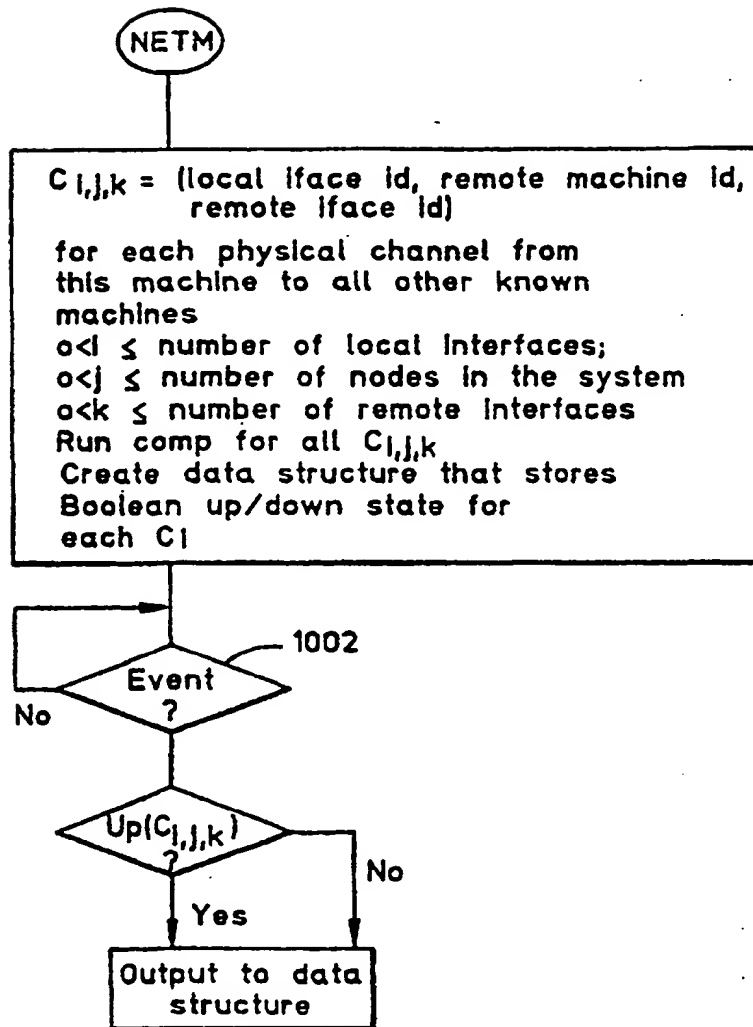 NETM
C i,j,k = (local iface id, remote machine id,
remote iface id)
for each physical channel from
this machine to all other known
machines
o<i ≤ number of local interfaces;
o<j ≤ number of nodes in the system
o<k ≤ number of remote interfaces
Run comp for all Ci,j,k
Create data structure that stores
Boolean up/down state for
each Ci
1002
Event
?
No
Up(Ci,j,k)
?
No
Yes
Output to data
structure